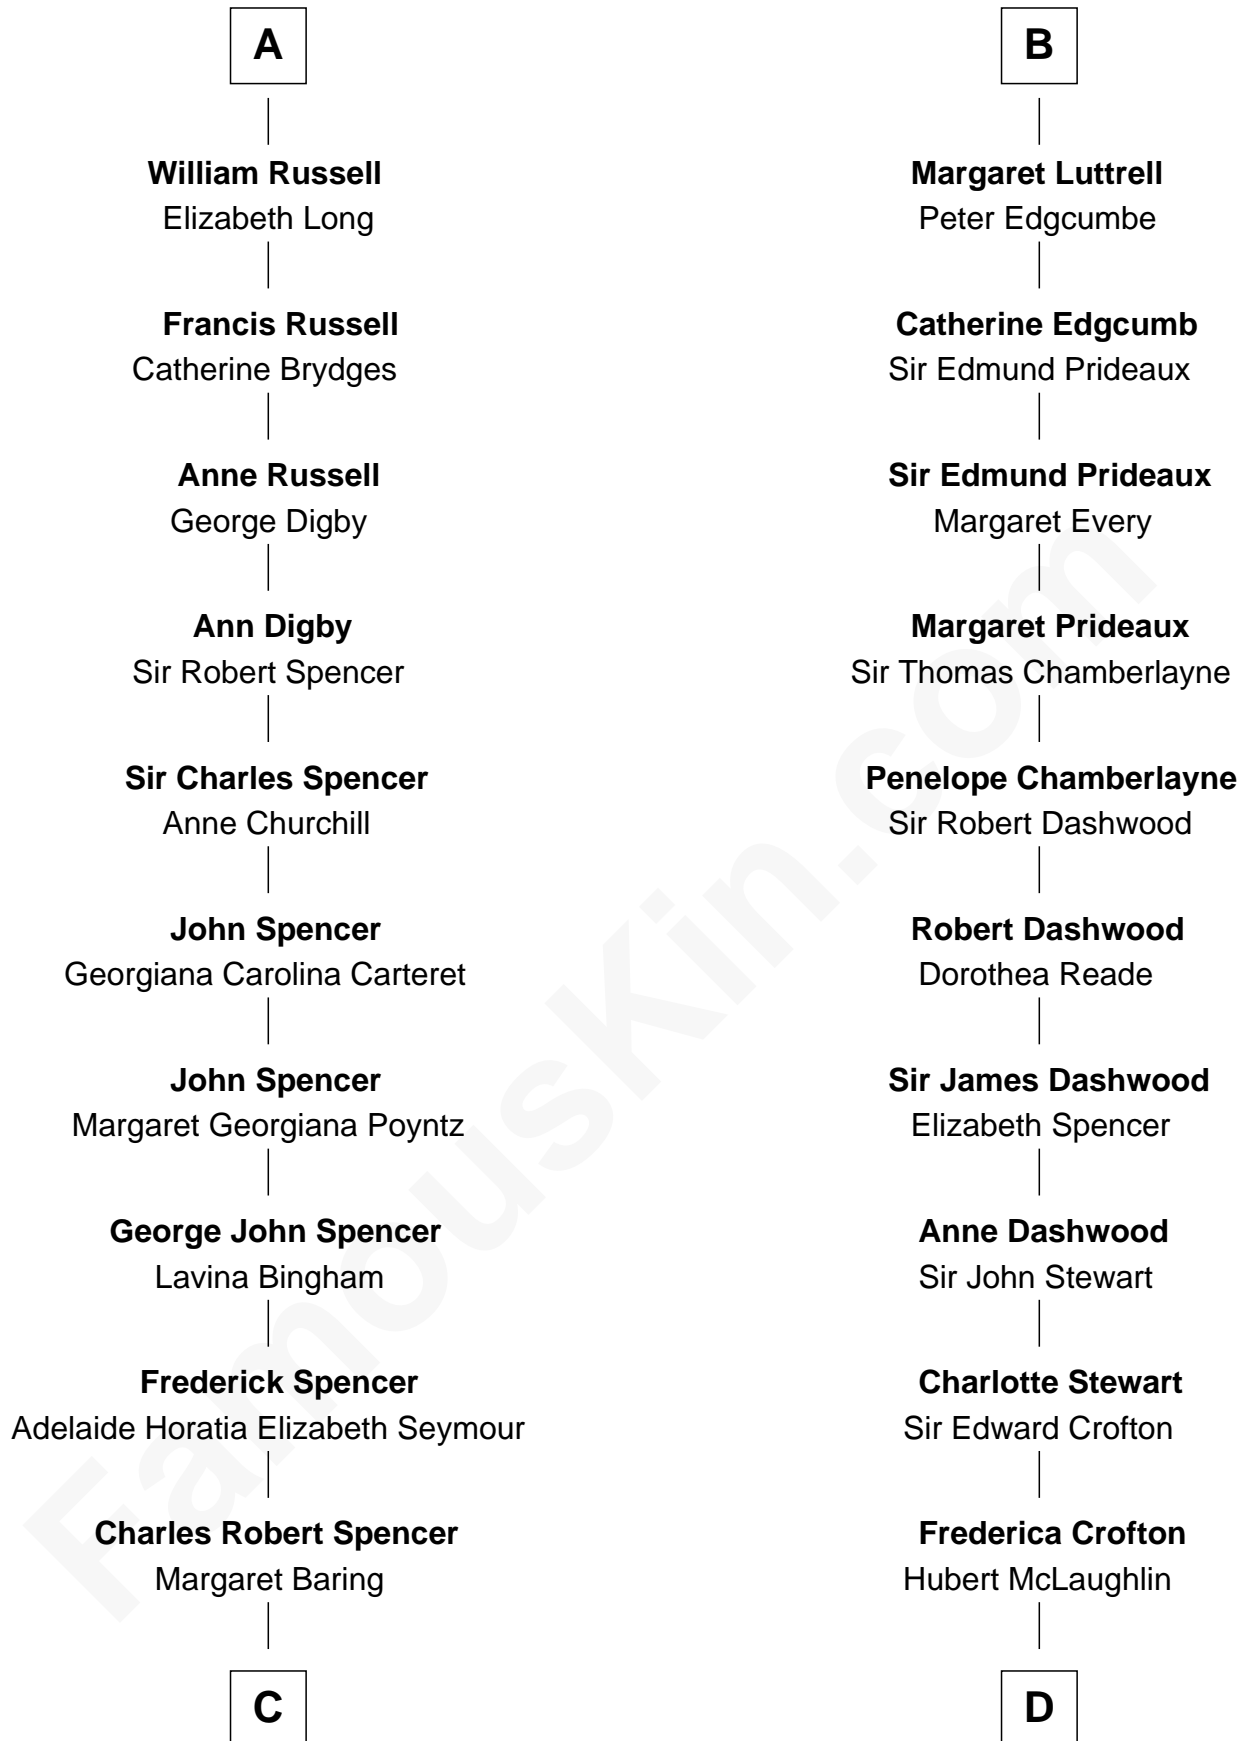 A
William Russell
Elizabeth Long
Francis Russell
Catherine Brydges
Anne Russell
George Digby
Ann Digby
Sir Robert Spencer
Sir Charles Spencer
Anne Churchill
John Spencer
Georgiana Carolina Carteret
John Spencer
Margaret Georgiana Poyntz
George John Spencer
Lavina Bingham
Frederick Spencer
Adelaide Horatia Elizabeth Seymour
Charles Robert Spencer
Margaret Baring
C
B
Margaret Luttrell
Peter Edgcumbe
Catherine Edgcumb
Sir Edmund Prideaux
Sir Edmund Prideaux
Margaret Every
Margaret Prideaux
Sir Thomas Chamberlayne
Penelope Chamberlayne
Sir Robert Dashwood
Robert Dashwood
Dorothea Reade
Sir James Dashwood
Elizabeth Spencer
Anne Dashwood
Sir John Stewart
Charlotte Stewart
Sir Edward Crofton
Frederica Crofton
Hubert McLaughlin
D
FamousKin.com